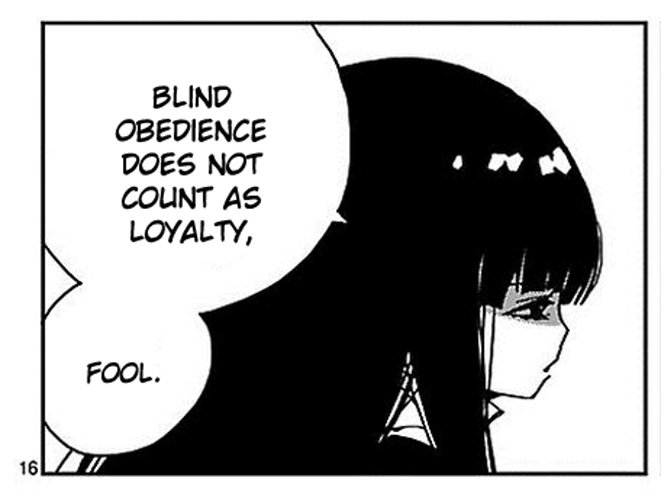 BLIND
OBEDIENCE
DOES NOT
COUNT AS
LOYALTY,
FOOL.
16